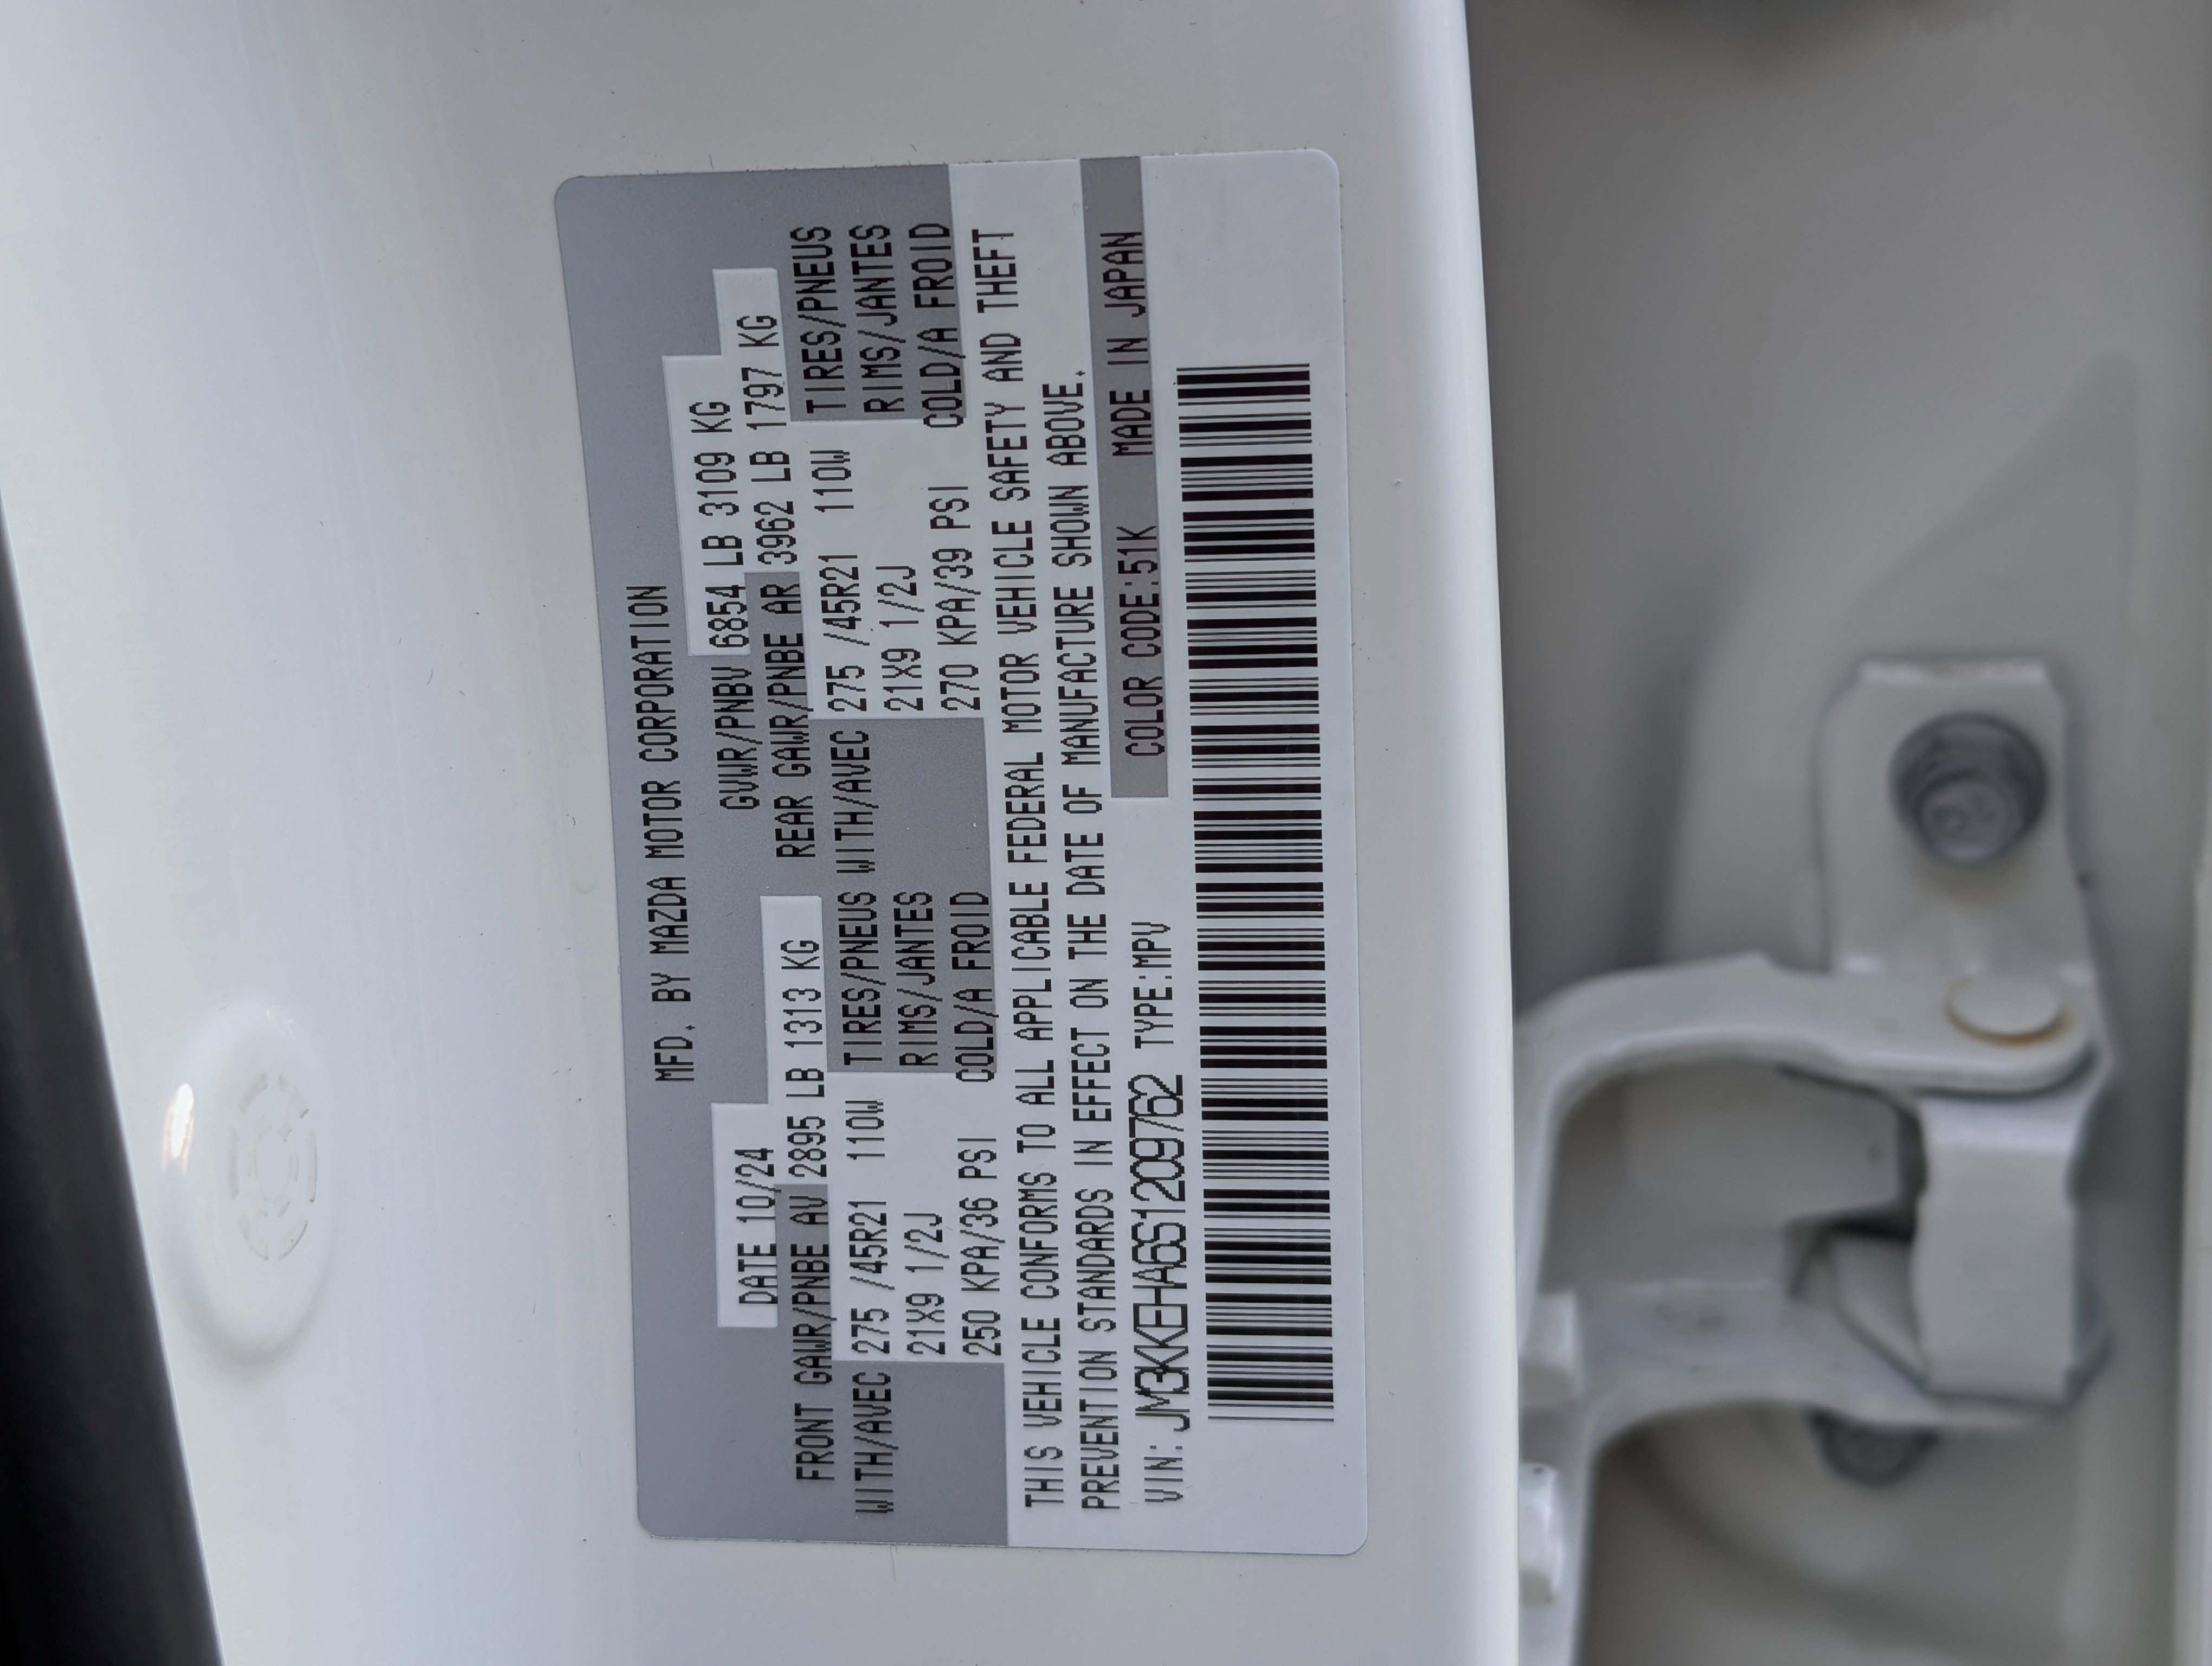 MFD. BY MAZDA MOTOR CORPORATION
DATE 10/24 GVWR/PNBV 6854 LB 3109 KG
FRONT GAWR/PNBE AV 2895 LB 1313 KG REAR GAWR/PNBE AR 3962 LB 1797 KG
WITH/AVEC 275 /45R21 110W TIRES/PNEUS WITH/AVEC 275 /45R21 110W TIRES/PNEUS
21X9 1/2J RIMS/JANTES 21X9 1/2J RIMS/JANTES
250 KPA/36 PSI COLD/A FROID 270 KPA/39 PSI COLD/A FROID
THIS VEHICLE CONFORMS TO ALL APPLICABLE FEDERAL MOTOR VEHICLE SAFETY AND THEFT
PREVENTION STANDARDS IN EFFECT ON THE DATE OF MANUFACTURE SHOWN ABOVE.
VIN: JM3KKEHA6S1209762 TYPE:MPV COLOR CODE:51K MADE IN JAPAN